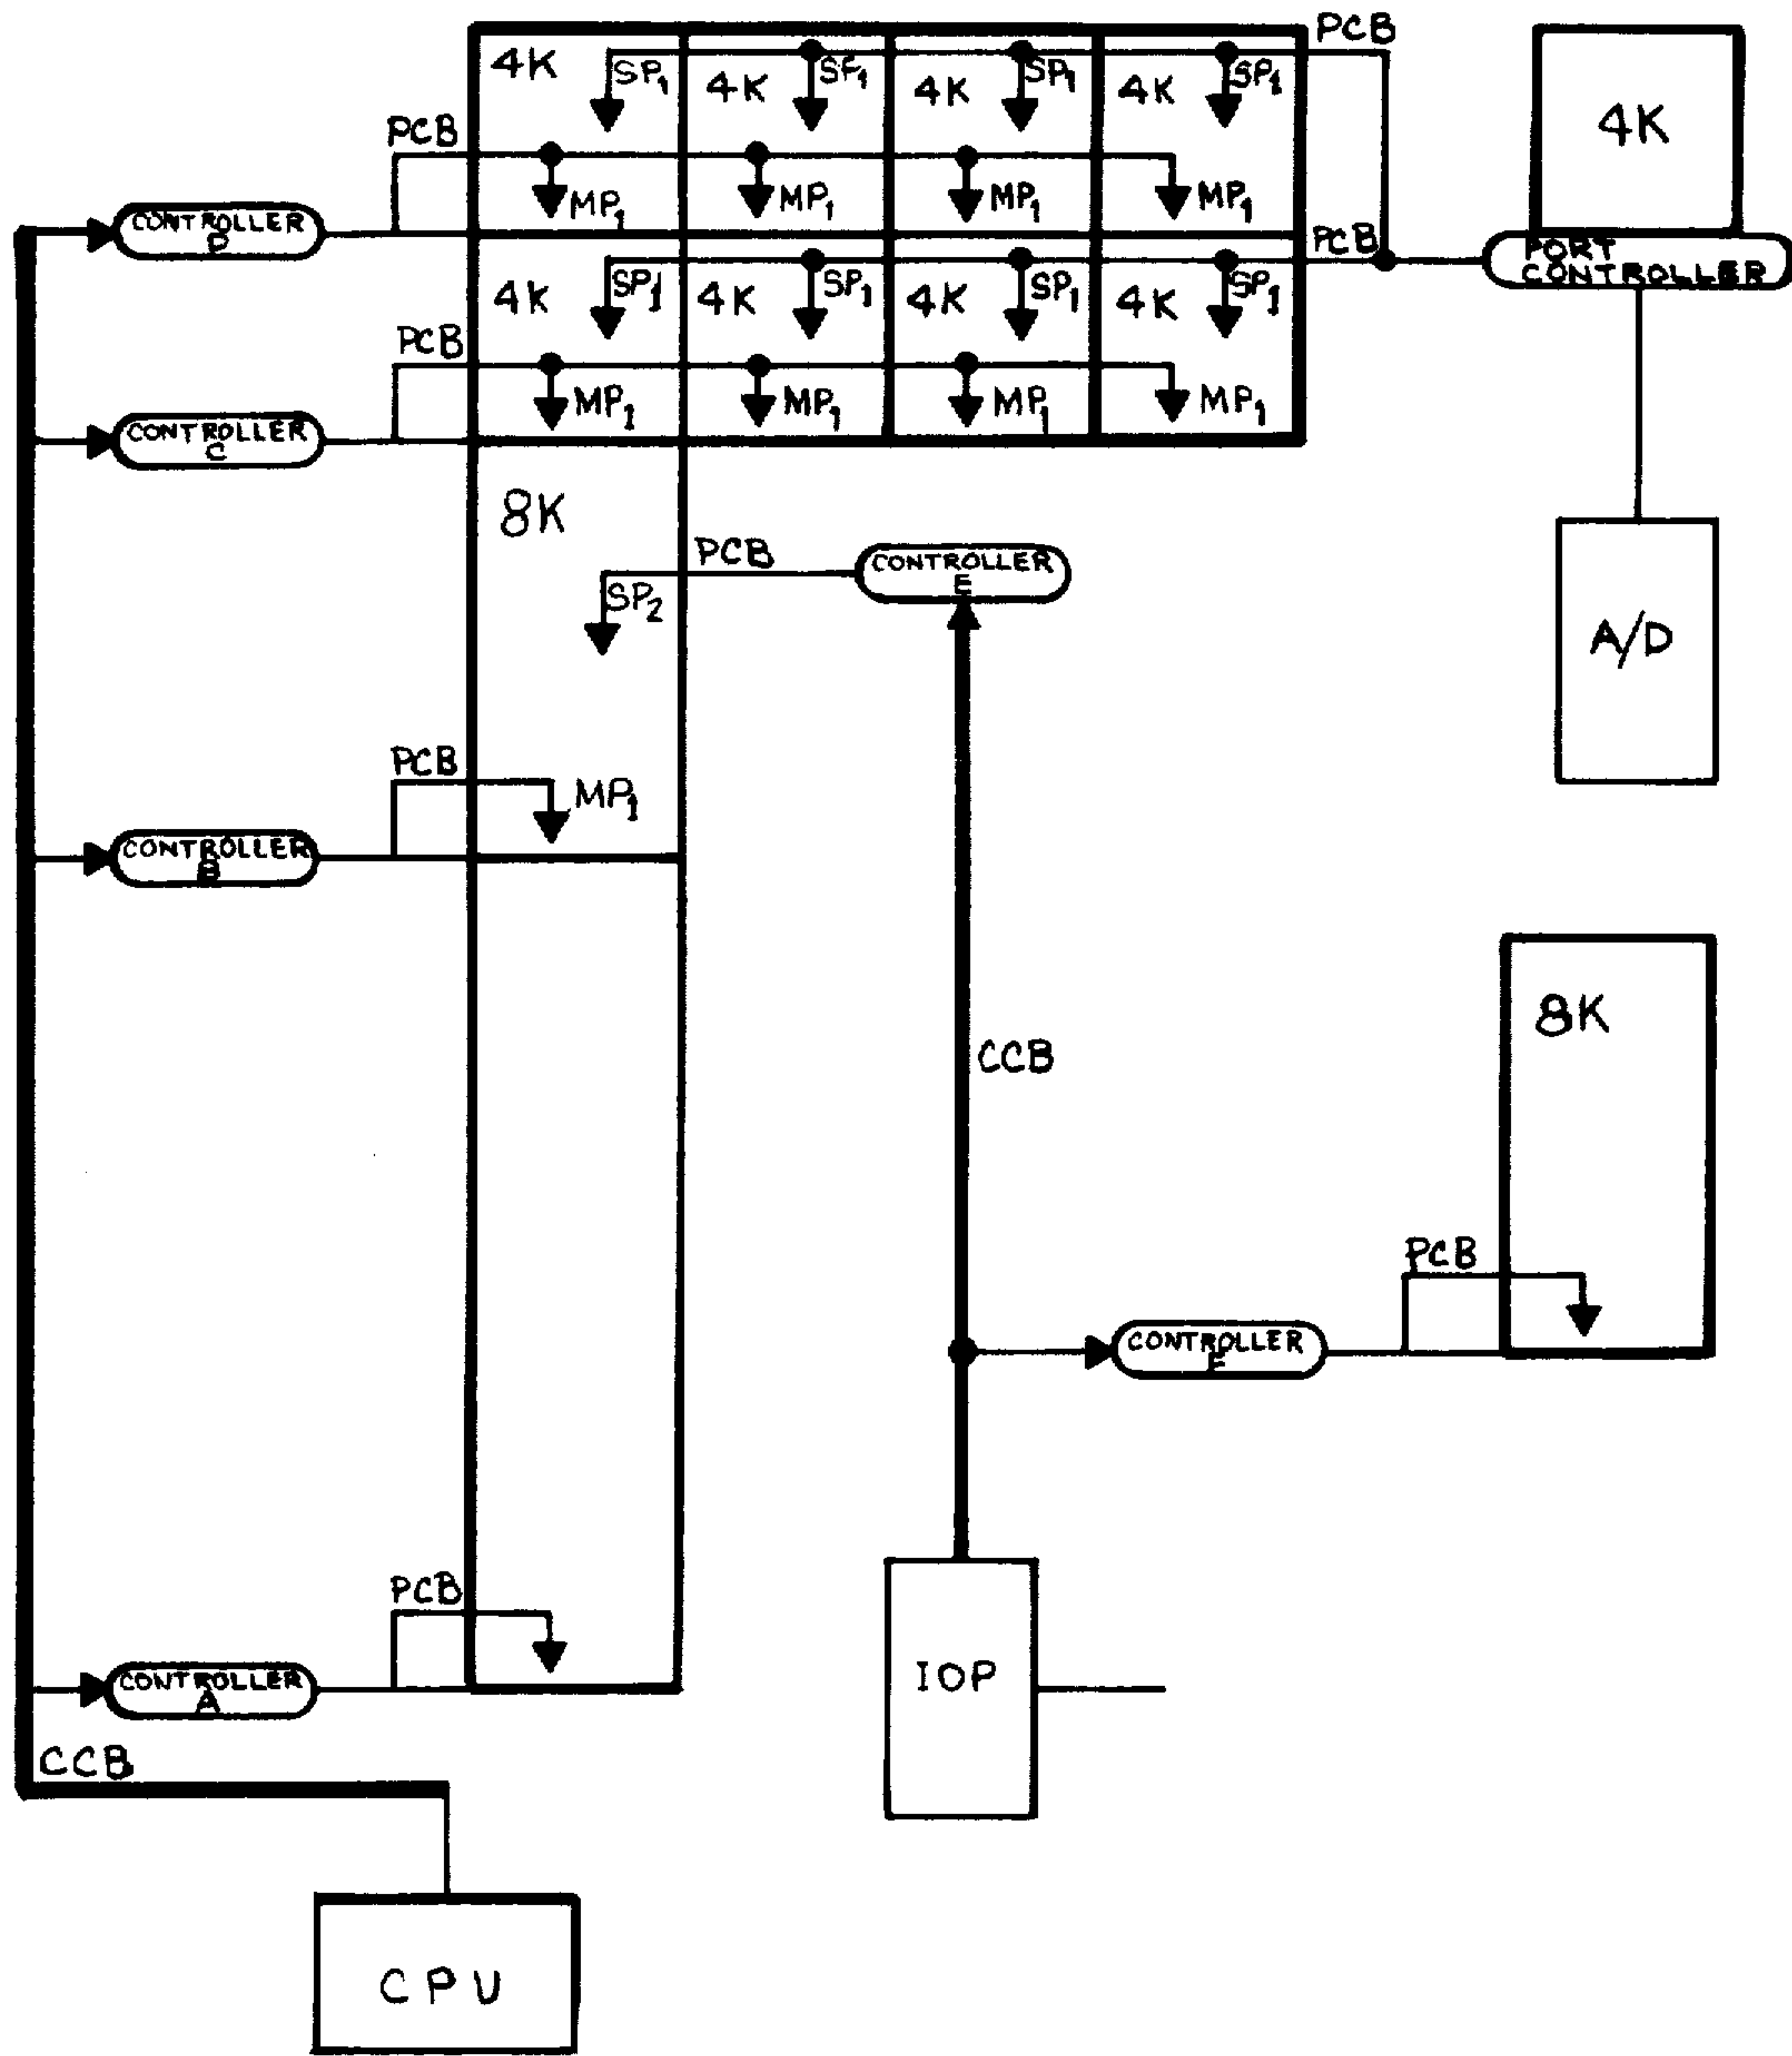 PCB
4K
SP1
4K
SP1
4K
SP1
4K
SP1
4K
PCB
MP1
MP1
MP1
MP1
CONTROLLER
D
PCB
PORT
CONTROLLER
4K
SP1
4K
SP1
4K
SP1
4K
SP1
PCB
MP1
MP1
MP1
MP1
CONTROLLER
C
8K
PCB
CONTROLLER
E
SP2
A/D
PCB
MP1
CONTROLLER
B
8K
CCB
PCB
CONTROLLER
F
PCB
CONTROLLER
A
IOP
CCB
CPU